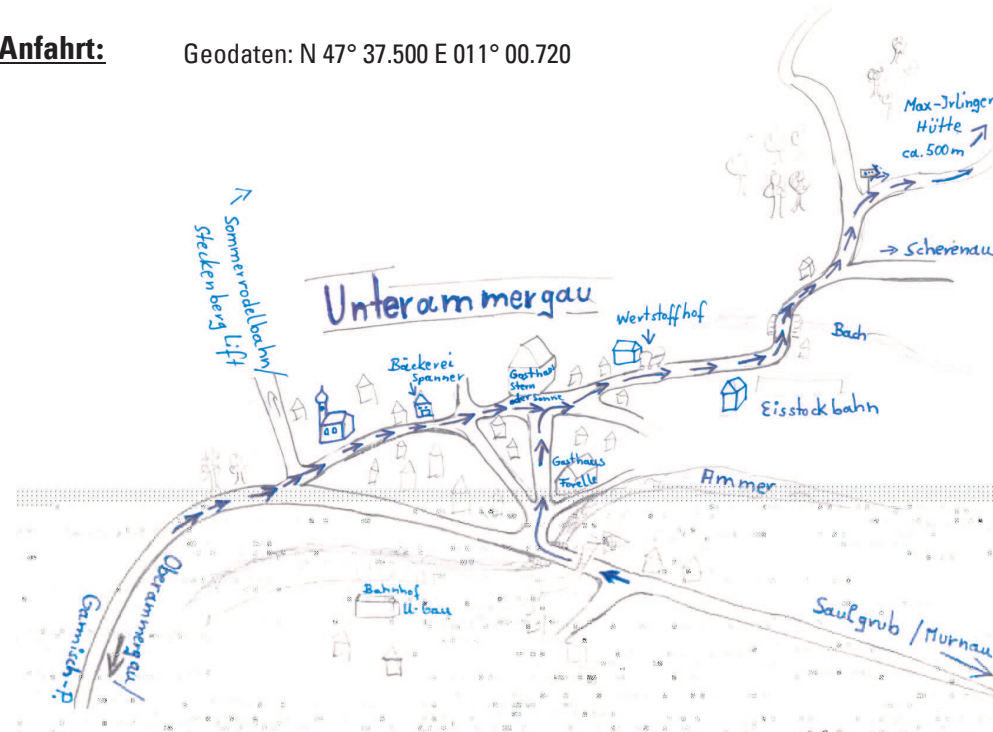 Anfahrt:
Geodaten: N 47° 37.500 E 011° 00.720
Max-Irlinger
Hütte
ca. 500 m
→ Scherenau
Sommerrodelbahn/
Steckenberg Lift
Unterammergau
Wertstoffhof
Bach
Bäckerei
Spanner
Gasthaus
Stern
oder Sonne
Eisstockbahn
Gasthaus
Forelle
Ammer
Oberammergau/
Garmisch-P.
Bahnhof
U-Gau
Saulgrub / Murnau